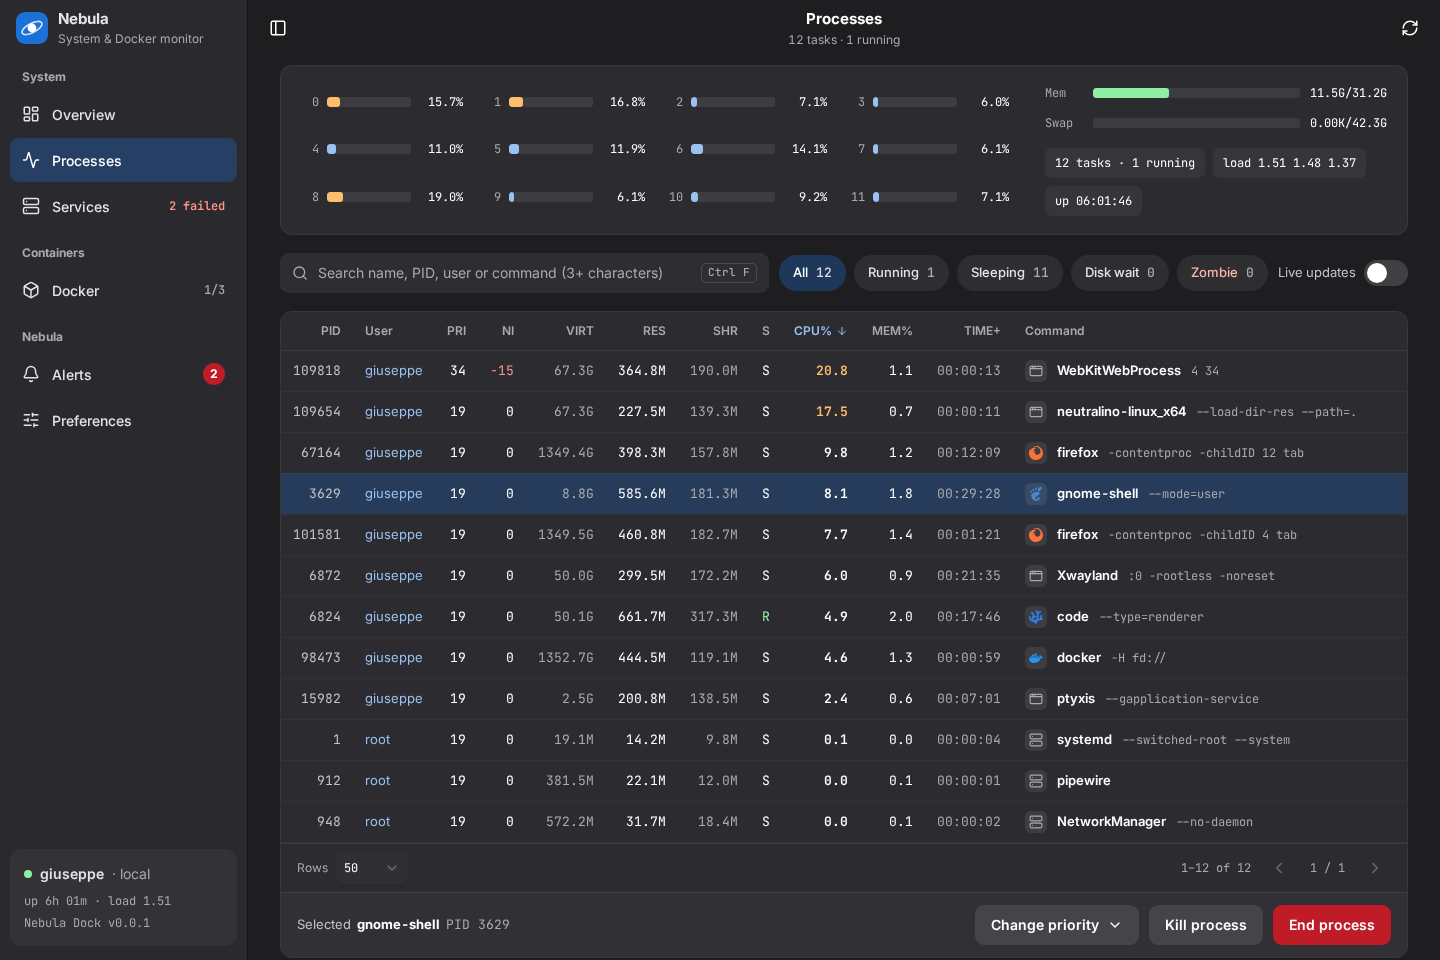 Nebula
System & Docker monitor
System
Overview
Processes
Services 2 failed
Containers
Docker 1/3
Nebula
Alerts 2
Preferences
giuseppe · local
up 6h 01m · load 1.51
Nebula Dock v0.0.1
Processes
12 tasks · 1 running
0 15.7% 1 16.8% 2 7.1% 3 6.0%
4 11.0% 5 11.9% 6 14.1% 7 6.1%
8 19.0% 9 6.1% 10 9.2% 11 7.1%
Mem 11.5G/31.2G
Swap 0.00K/42.3G
12 tasks · 1 running load 1.51 1.48 1.37
up 06:01:46
Search name, PID, user or command (3+ characters) Ctrl F All 12 Running 1 Sleeping 11 Disk wait 0 Zombie 0 Live updates
PID User PRI NI VIRT RES SHR S CPU% ↓ MEM% TIME+ Command
109818 giuseppe 34 -15 67.3G 364.8M 190.0M S 20.8 1.1 00:00:13 WebKitWebProcess 4 34
109654 giuseppe 19 0 67.3G 227.5M 139.3M S 17.5 0.7 00:00:11 neutralino-linux_x64 --load-dir-res --path=.
67164 giuseppe 19 0 1349.4G 398.3M 157.8M S 9.8 1.2 00:12:09 firefox -contentproc -childID 12 tab
3629 giuseppe 19 0 8.8G 585.6M 181.3M S 8.1 1.8 00:29:28 gnome-shell --mode=user
101581 giuseppe 19 0 1349.5G 460.8M 182.7M S 7.7 1.4 00:01:21 firefox -contentproc -childID 4 tab
6872 giuseppe 19 0 50.0G 299.5M 172.2M S 6.0 0.9 00:21:35 Xwayland :0 -rootless -noreset
6824 giuseppe 19 0 50.1G 661.7M 317.3M R 4.9 2.0 00:17:46 code --type=renderer
98473 giuseppe 19 0 1352.7G 444.5M 119.1M S 4.6 1.3 00:00:59 docker -H fd://
15982 giuseppe 19 0 2.5G 200.8M 138.5M S 2.4 0.6 00:07:01 ptyxis --gapplication-service
1 root 19 0 19.1M 14.2M 9.8M S 0.1 0.0 00:00:04 systemd --switched-root --system
912 root 19 0 381.5M 22.1M 12.0M S 0.0 0.1 00:00:01 pipewire
948 root 19 0 572.2M 31.7M 18.4M S 0.0 0.1 00:00:02 NetworkManager --no-daemon
Rows 50 1–12 of 12 1 / 1
Selected gnome-shell PID 3629 Change priority Kill process End process